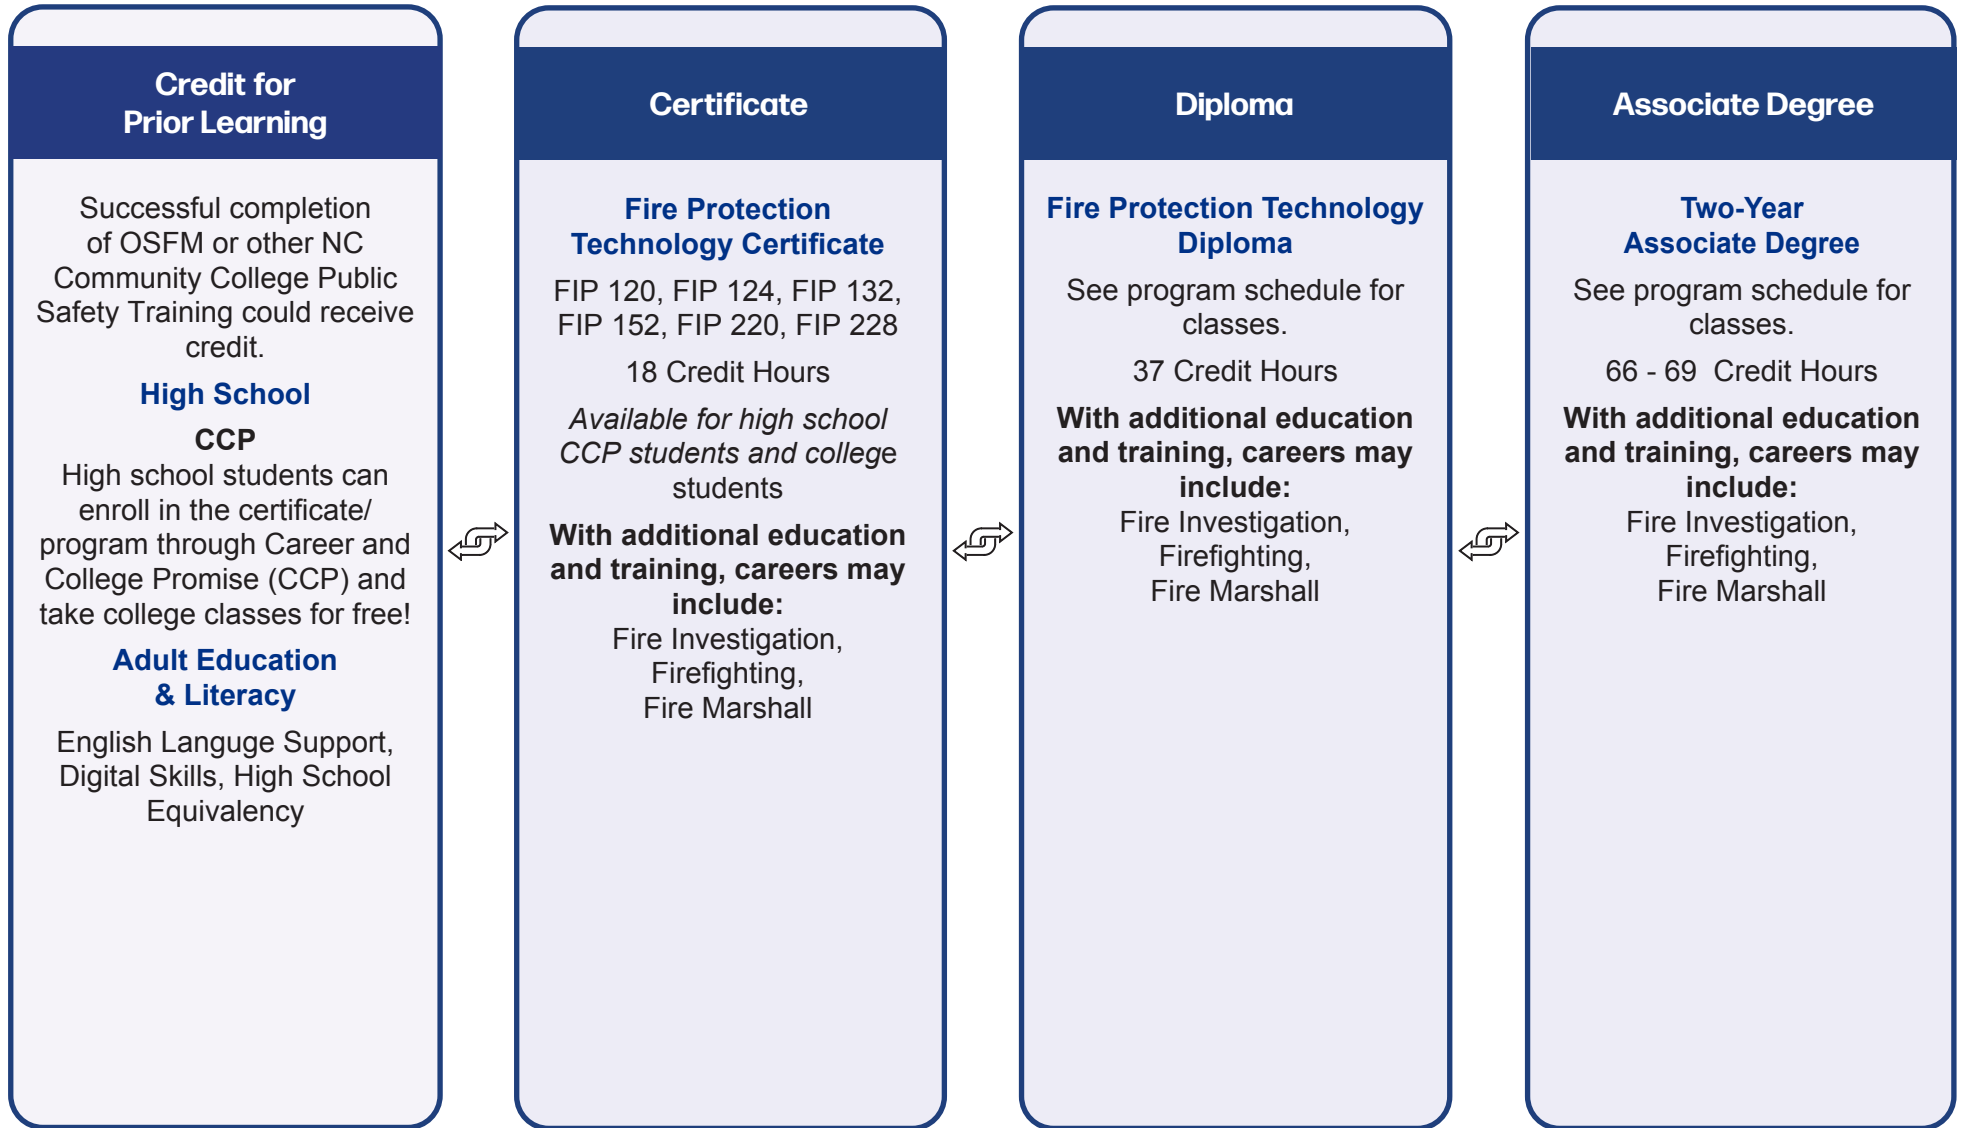 Credit for
Prior Learning
Successful completion
of OSFM or other NC
Community College Public
Safety Training could receive
credit.
High School
CCP
High school students can
enroll in the certificate/
program through Career and
College Promise (CCP) and
take college classes for free!
Adult Education
& Literacy
English Languge Support,
Digital Skills, High School
Equivalency
Certificate
Fire Protection
Technology Certificate
FIP 120, FIP 124, FIP 132,
FIP 152, FIP 220, FIP 228
18 Credit Hours
Available for high school
CCP students and college
students
With additional education
and training, careers may
include:
Fire Investigation,
Firefighting,
Fire Marshall
Diploma
Fire Protection Technology
Diploma
See program schedule for
classes.
37 Credit Hours
With additional education
and training, careers may
include:
Fire Investigation,
Firefighting,
Fire Marshall
Associate Degree
Two-Year
Associate Degree
See program schedule for
classes.
66 - 69  Credit Hours
With additional education
and training, careers may
include:
Fire Investigation,
Firefighting,
Fire Marshall